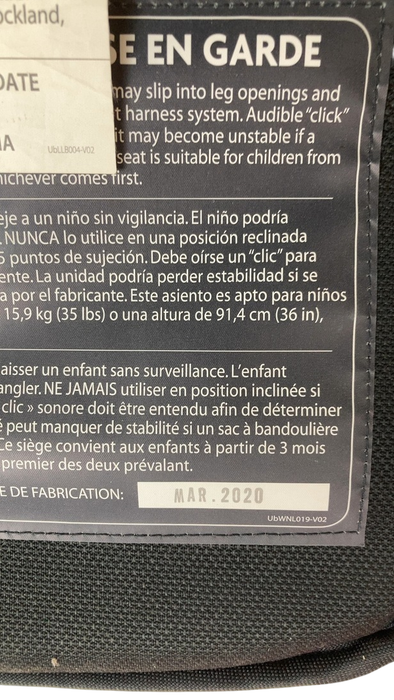 ockland,
DATE
UbLLB004-V02
SE EN GARDE
may slip into leg openings and
t harness system. Audible “click”
it may become unstable if a
seat is suitable for children from
hichever comes first.
eje a un niño sin vigilancia. El niño podría
. NUNCA lo utilice en una posición reclinada
5 puntos de sujeción. Debe oírse un “clic” para
ente. La unidad podría perder estabilidad si se
a por el fabricante. Este asiento es apto para niños
15,9 kg (35 lbs) o una altura de 91,4 cm (36 in),
aisser un enfant sans surveillance. L’enfant
angler. NE JAMAIS utiliser en position inclinée si
clic » sonore doit être entendu afin de déterminer
é peut manquer de stabilité si un sac à bandoulière
Ce siège convient aux enfants à partir de 3 mois
premier des deux prévalant.
E DE FABRICATION: MAR. 2020
UbWNL019-V02